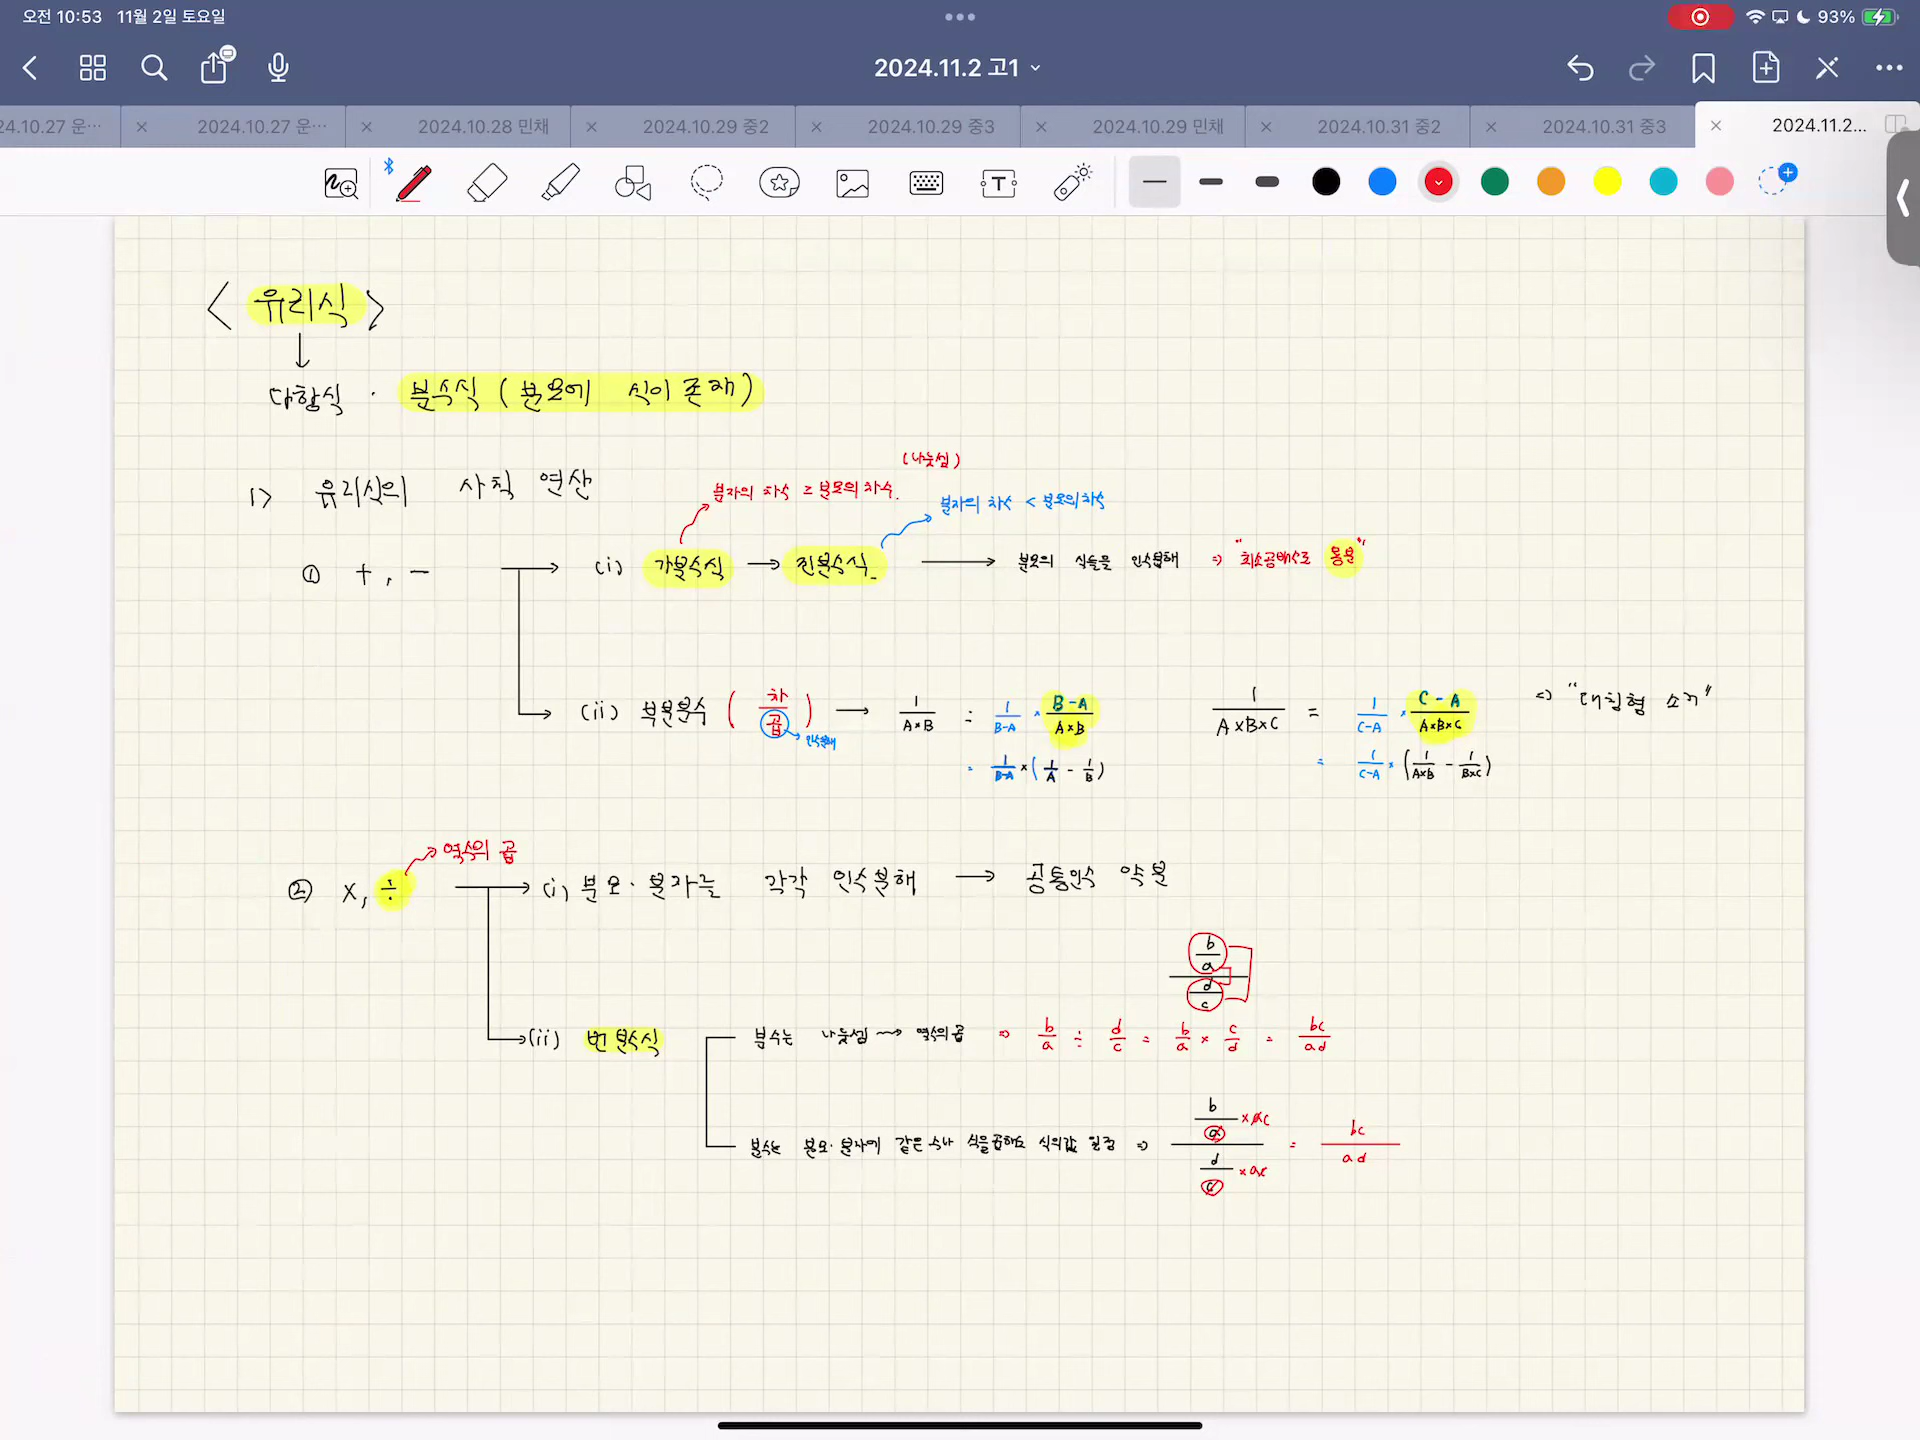 오전 10:53 11월 2일 토요일
93%
2024.11.2 고1
24.10.27 운…
2024.10.27 운…
2024.10.28 민채
2024.10.29 중2
2024.10.29 중3
2024.10.29 민채
2024.10.31 중2
2024.10.31 중3
2024.11.2...
< 유리식 >
↓
다항식 · 분수식 ( 분모에 식이 존재 )
(나눗셈)
1> 유리식의 사칙 연산
분자의 차수 ≥ 분모의 차수.
분자의 차수 < 분모의 차수
① +, - → (i) 가분수식 → 진분수식 → 분모의 식들을 인수분해 ⇒ "최소공배수로 통분"
(ii) 부분분식 ( 차/곱 ) → 1/A×B = 1/B-A × B-A/A×B 1/A×B×C = 1/C-A × C-A/A×B×C ⇒ "대칭형 소거"
인수분해
= 1/B-A × ( 1/A - 1/B ) = 1/C-A × ( 1/A×B - 1/B×C )
역수의 곱
② ×, ÷ → (i) 분모·분자를 각각 인수분해 → 공통인수 약분
b/a
d/c
(ii) 번분수식 분수는 나눗셈 → 역수의 곱 ⇒ b/a ÷ d/c = b/a × c/d = bc/ad
분수는 분모·분자에 같은 수나 식을 곱해도 식의 값 일정 ⇒ b/a × ac / d/c × ac = bc/ad